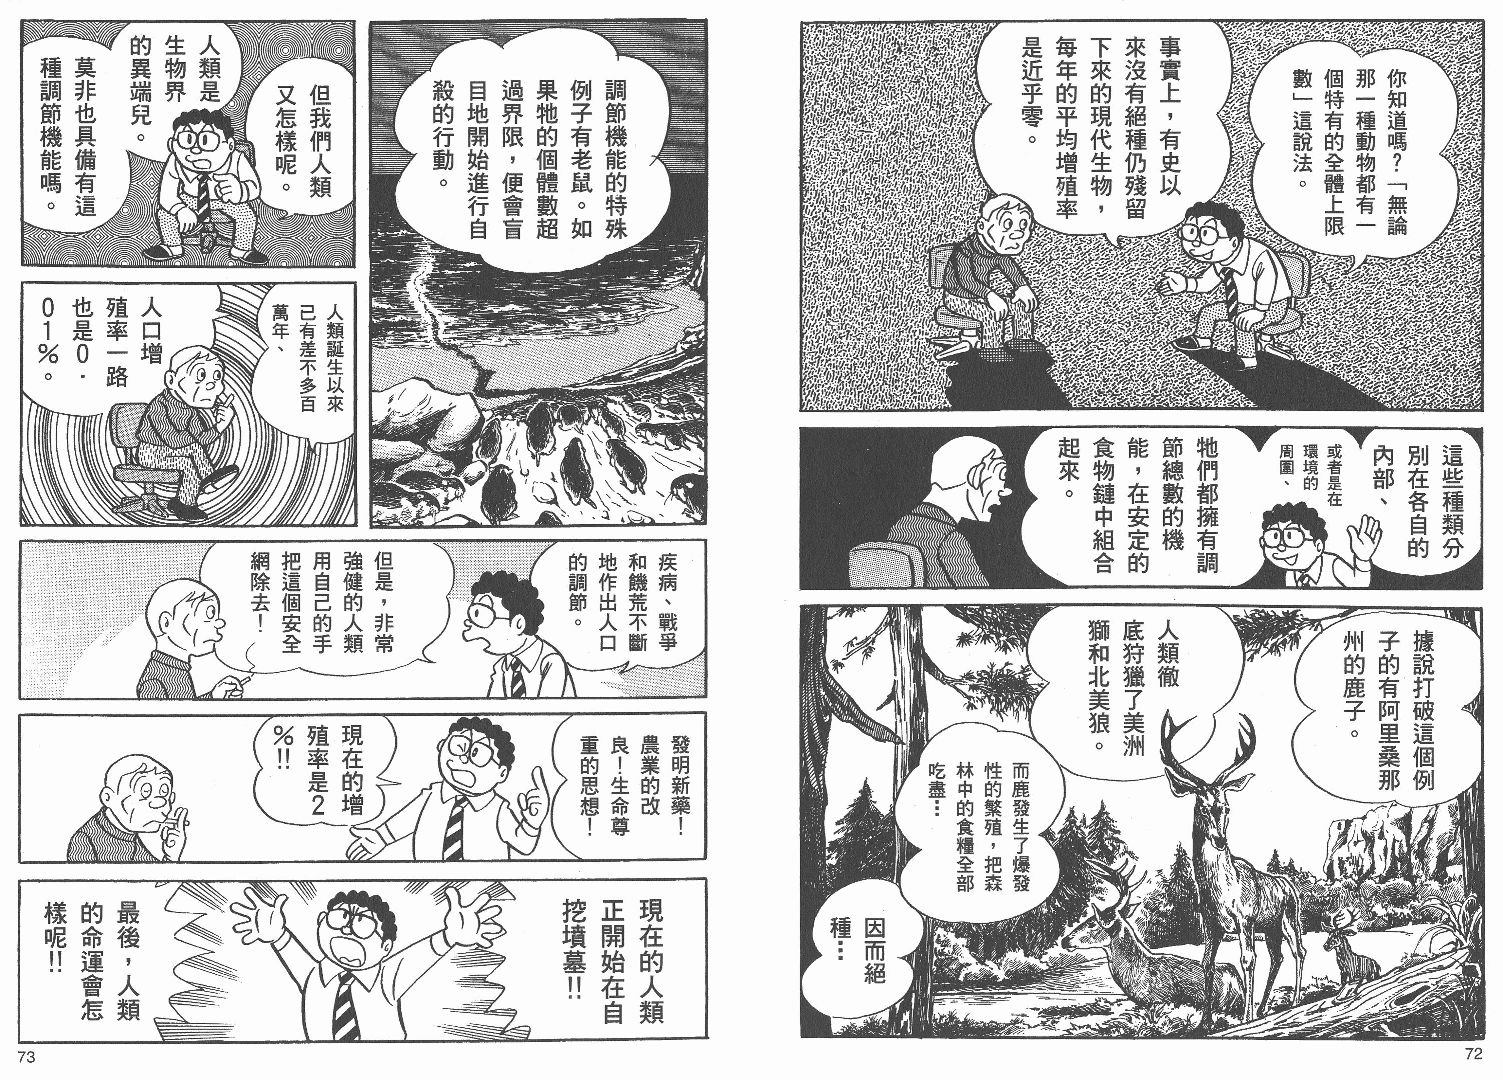 你知道嗎？「無論
那一種動物都有一
個特有的全體上限
數」這說法。
事實上，有史以
來沒有絕種仍殘留
下來的現代生物，
每年的平均增殖率
是近乎零。
這些種類分
別在各自的
內部、
或者是在
環境的
周圍、
牠們都擁有調
節總數的機
能，在安定的
食物鏈中組合
起來。
據說打破這個例
子的有阿里桑那
州的鹿子。
人類徹
底狩獵了美洲
獅和北美狼。
而鹿發生了爆發
性的繁殖，把森
林中的食糧全部
吃盡…
因而絕
種…
72
調節機能的特殊
例子有老鼠。如
果牠的個體數超
過界限，便會盲
目地開始進行自
殺的行動。
但我們人類
又怎樣呢。
人類是
生物界
的異端兒。
莫非也具備有這
種調節機能嗎。
人類誕生以來
已有差不多百
萬年、
人口增
殖率一路
也是0.
01%。
疾病、戰爭
和饑荒不斷
地作出人口
的調節。
但是，非常
強健的人類
用自己的手
把這個安全
網除去！
發明新藥！
農業的改
良！生命尊
重的思想！
現在的增
殖率是2
%!!
現在的人類
正開始在自
挖墳墓!!
最後，人類
的命運會怎
樣呢!!
73